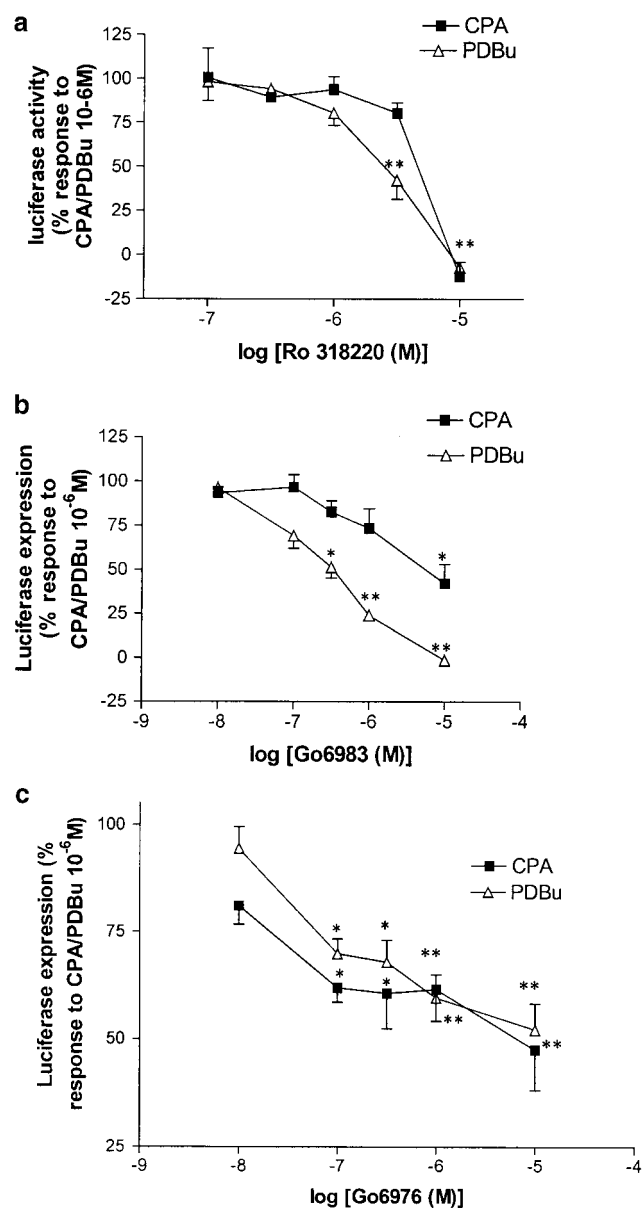 a
CPA
PDBu
luciferase activity
(% response to
CPA/PDBu 10-6M)
125
100
75
50
25
0
-25
**
**
-7
-6
-5
log [Ro 318220 (M)]
b
CPA
PDBu
Luciferase expression
(% response to
CPA/PDBu 10-6M)
125
100
75
50
25
0
-25
*
**
*
**
-9
-8
-7
-6
-5
-4
log [Go6983 (M)]
c
CPA
PDBu
Luciferase expression (%
response to CPA/PDBu 10-6M)
100
75
50
25
*
*
**
**
*
*
**
**
-9
-8
-7
-6
-5
-4
log [Go6976 (M)]